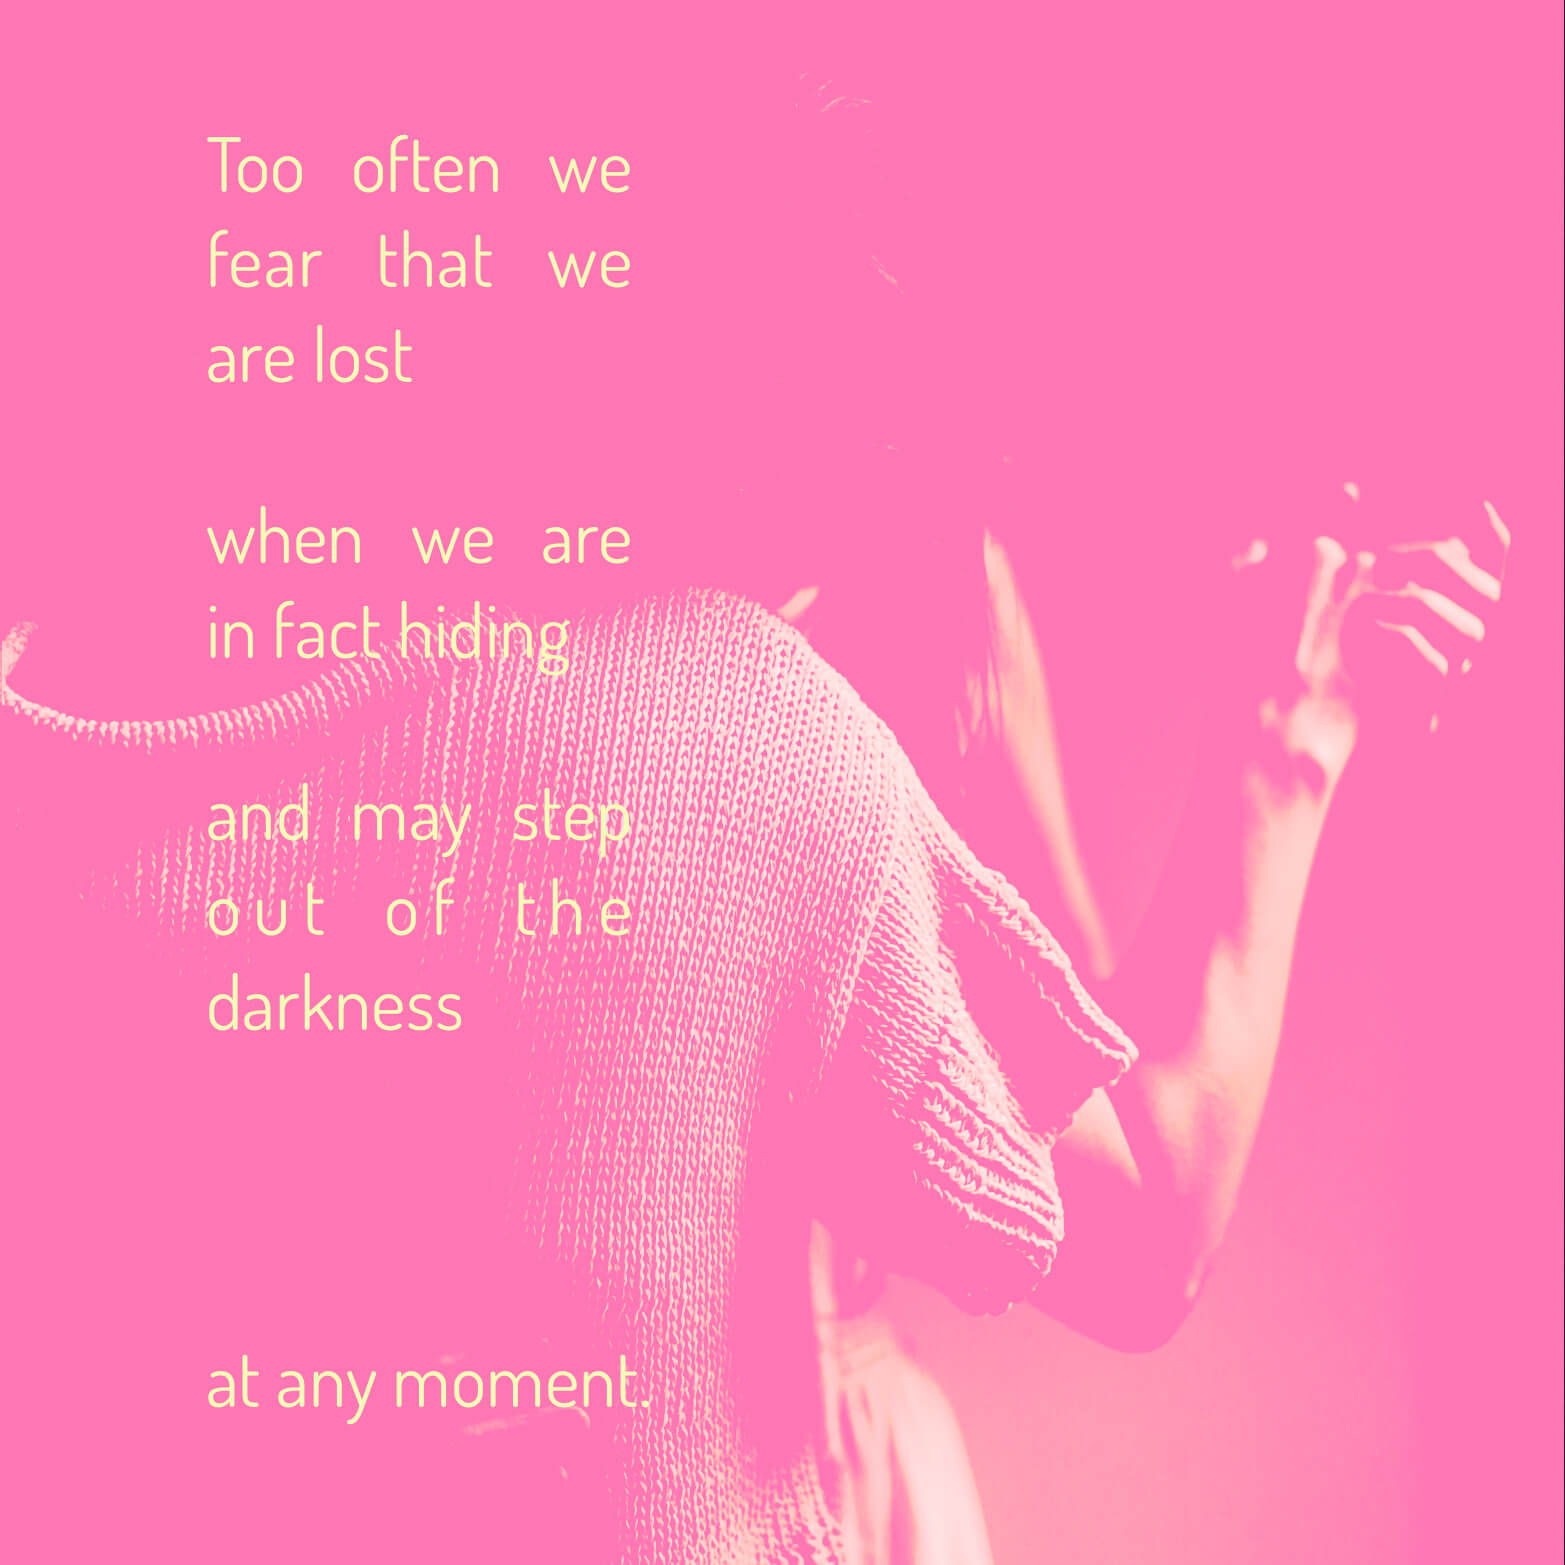 Too often we
fear that we
are lost
when we are
in fact hiding
and may step
out of the
darkness
at any moment.